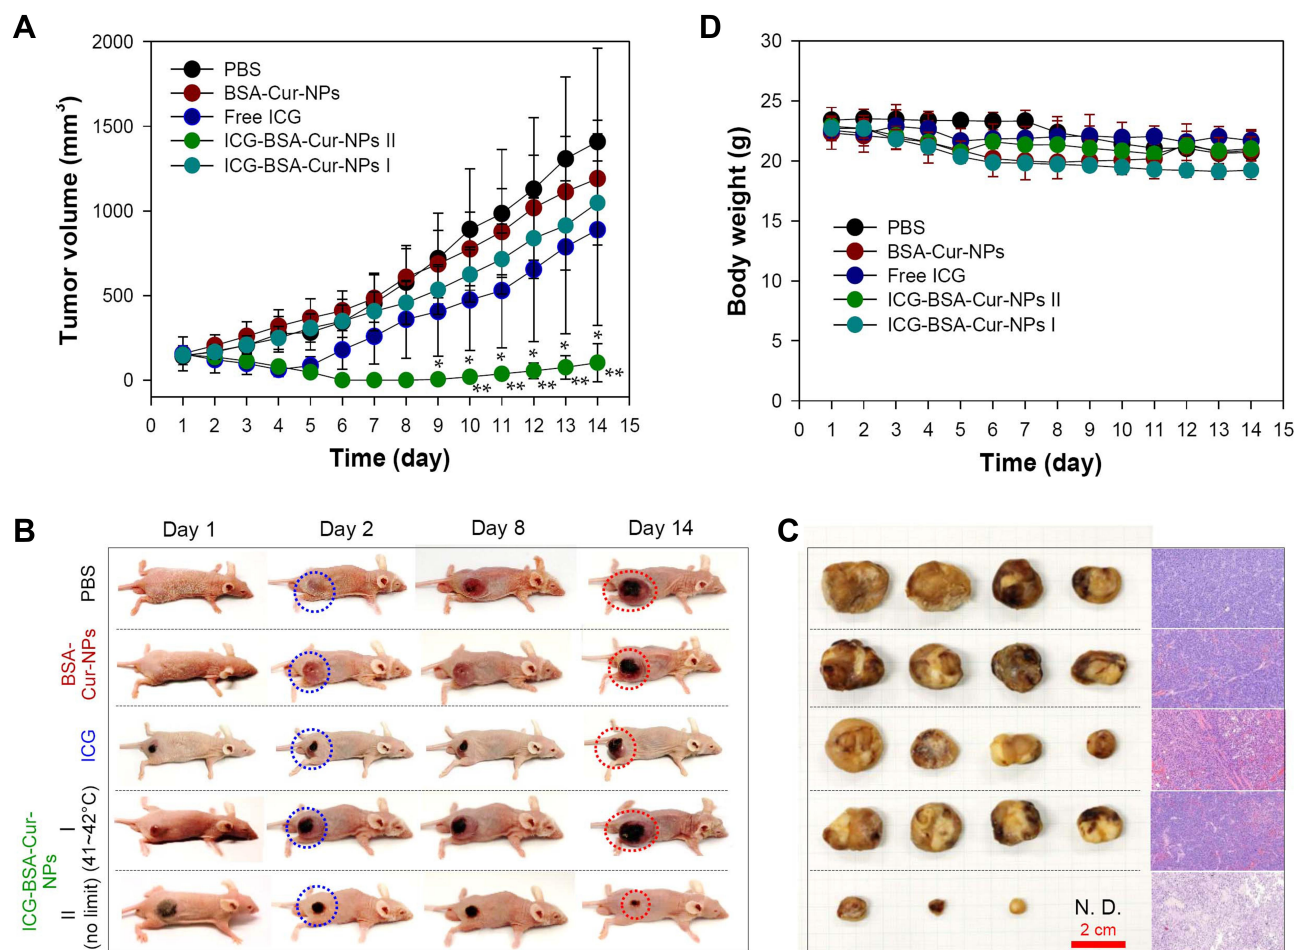 A
2000
1500
1000
500
0
Tumor volume (mm³)
PBS
BSA-Cur-NPs
Free ICG
ICG-BSA-Cur-NPs II
ICG-BSA-Cur-NPs I
* * * * * *
** ** ** ** **
0 1 2 3 4 5 6 7 8 9 10 11 12 13 14 15
Time (day)
D
30
25
20
15
10
5
0
Body weight (g)
PBS
BSA-Cur-NPs
Free ICG
ICG-BSA-Cur-NPs II
ICG-BSA-Cur-NPs I
0 1 2 3 4 5 6 7 8 9 10 11 12 13 14 15
Time (day)
B
Day 1 Day 2 Day 8 Day 14
PBS
BSA-
Cur-NPs
ICG
ICG-BSA-Cur-
NPs
I
(41~42°C)
II
(no limit)
C
N. D.
2 cm